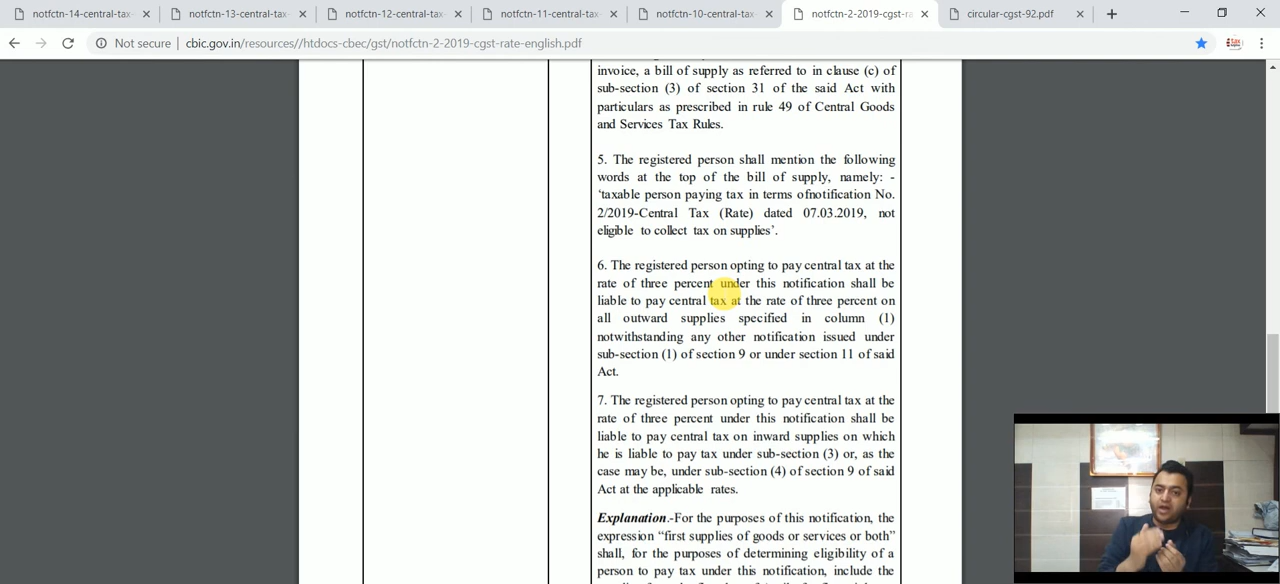 notfctn-14-central-tax-
notfctn-13-central-tax-
notfctn-12-central-tax-
notfctn-11-central-tax-
notfctn-10-central-tax-
notfctn-2-2019-cgst-ra
circular-cgst-92.pdf
Not secure
cbic.gov.in/resources//htdocs-cbec/gst/notfctn-2-2019-cgst-rate-english.pdf
invoice, a bill of supply as referred to in clause (c) of
sub-section (3) of section 31 of the said Act with
particulars as prescribed in rule 49 of Central Goods
and Services Tax Rules.
5. The registered person shall mention the following
words at the top of the bill of supply, namely: -
‘taxable person paying tax in terms ofnotification No.
2/2019-Central Tax (Rate) dated 07.03.2019, not
eligible to collect tax on supplies’.
6. The registered person opting to pay central tax at the
rate of three percent under this notification shall be
liable to pay central tax at the rate of three percent on
all outward supplies specified in column (1)
notwithstanding any other notification issued under
sub-section (1) of section 9 or under section 11 of said
Act.
7. The registered person opting to pay central tax at the
rate of three percent under this notification shall be
liable to pay central tax on inward supplies on which
he is liable to pay tax under sub-section (3) or, as the
case may be, under sub-section (4) of section 9 of said
Act at the applicable rates.
Explanation.-For the purposes of this notification, the
expression “first supplies of goods or services or both”
shall, for the purposes of determining eligibility of a
person to pay tax under this notification, include the